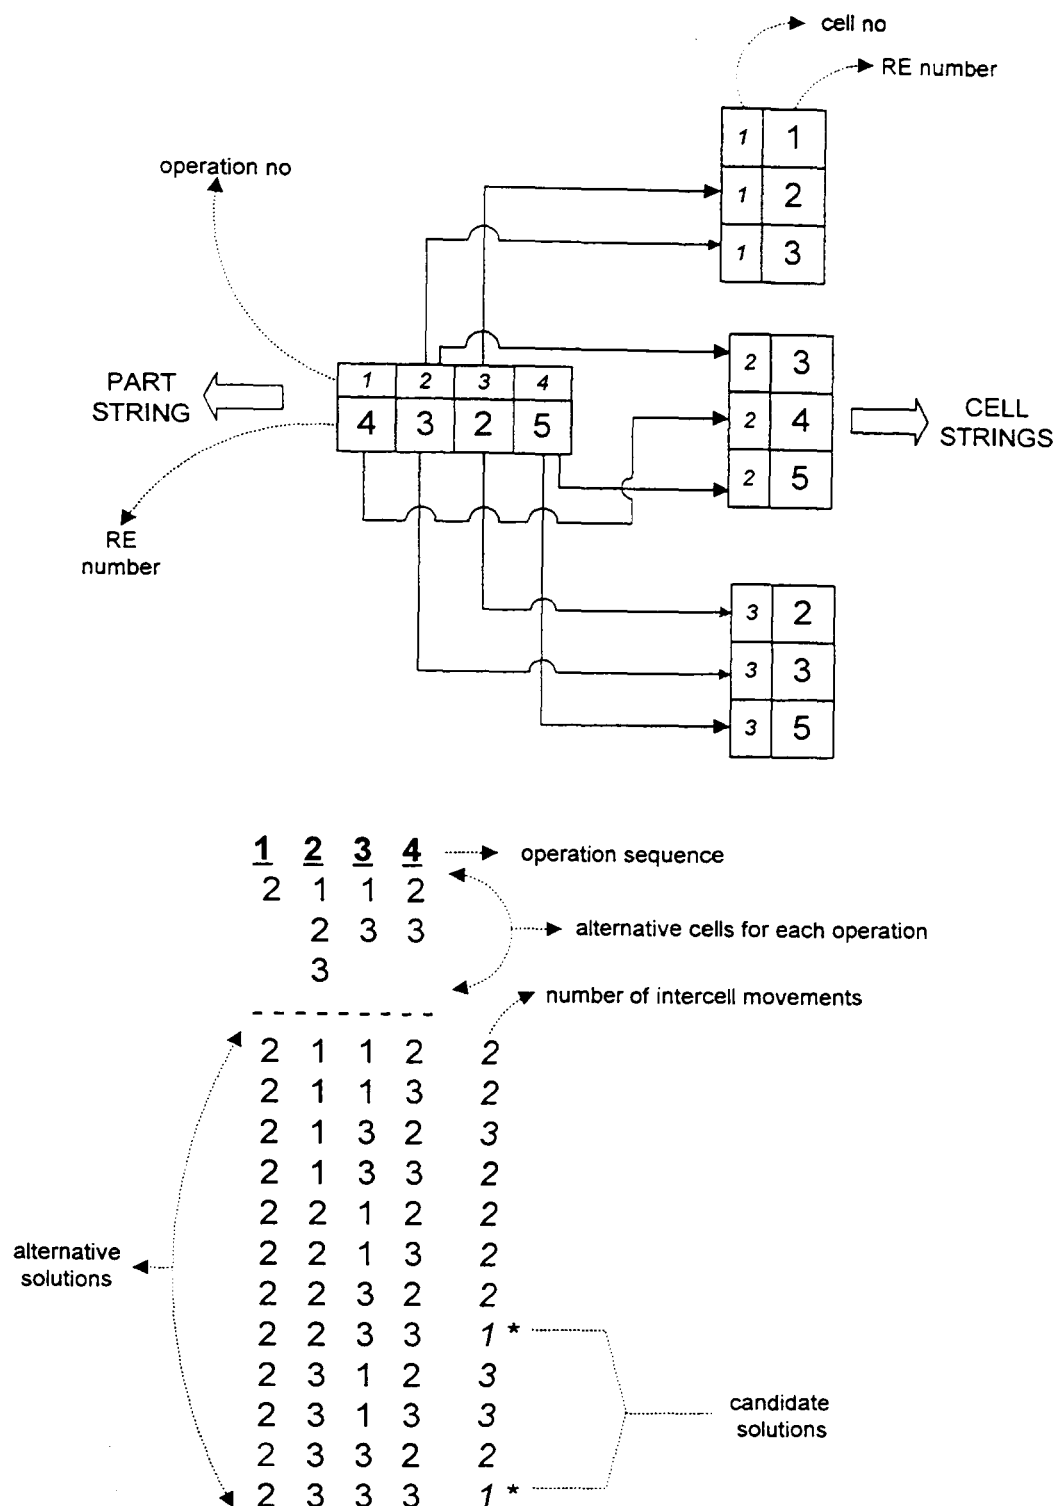 cell no
RE number
1 1
operation no
1 2
1 3
2 3
1 2 3 4
PART
STRING
4 3 2 5
2 4
CELL
STRINGS
2 5
RE
number
3 2
3 3
3 5
1 2 3 4 operation sequence
2 1 1 2
2 3 3 alternative cells for each operation
3
number of intercell movements
2 1 1 2 2
2 1 1 3 2
2 1 3 2 3
2 1 3 3 2
2 2 1 2 2
alternative
solutions
2 2 1 3 2
2 2 3 2 2
2 2 3 3 1 *
2 3 1 2 3
candidate
solutions
2 3 1 3 3
2 3 3 2 2
2 3 3 3 1 *